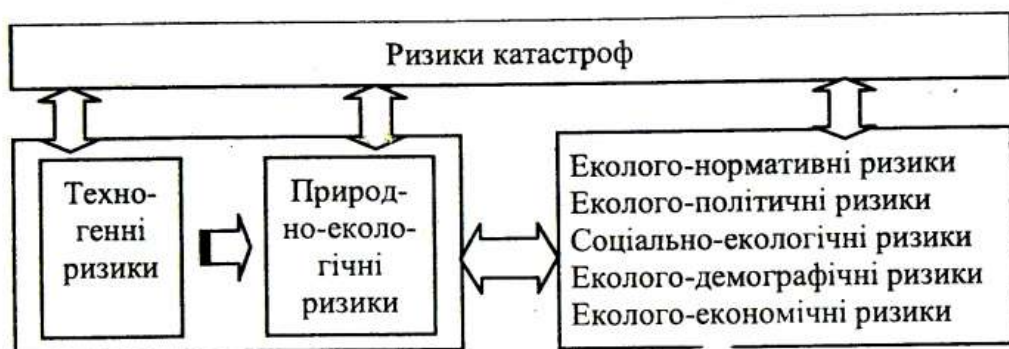 Ризики катастроф
Техно-
генні
ризики
Природ-
но-еколо-
гічні
ризики
Еколого-нормативні ризики
Еколого-політичні ризики
Соціально-екологічні ризики
Еколого-демографічні ризики
Еколого-економічні ризики